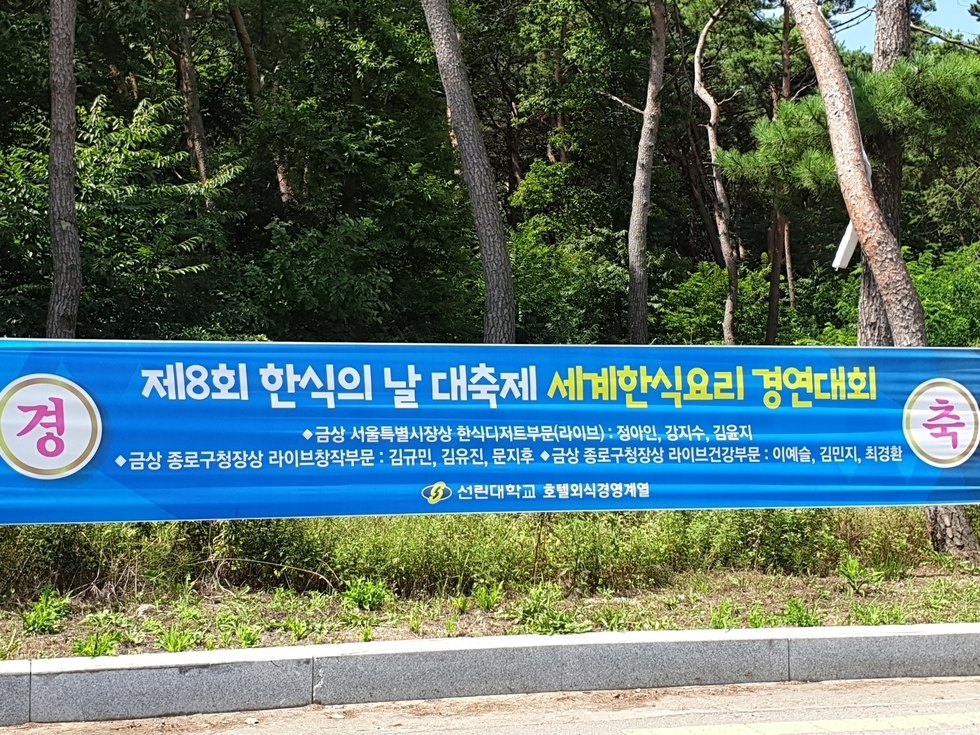 경
제8회 한식의 날 대축제 세계한식요리 경연대회
◆금상 서울특별시장상 한식디저트부문(라이브) : 정아인, 강지수, 김윤지
◆금상 종로구청장상 라이브창작부문 : 김규민, 김유진, 문지후 ◆금상 종로구청장상 라이브건강부문 : 이예슬, 김민지, 최경환
선린대학교 호텔외식경영계열
축